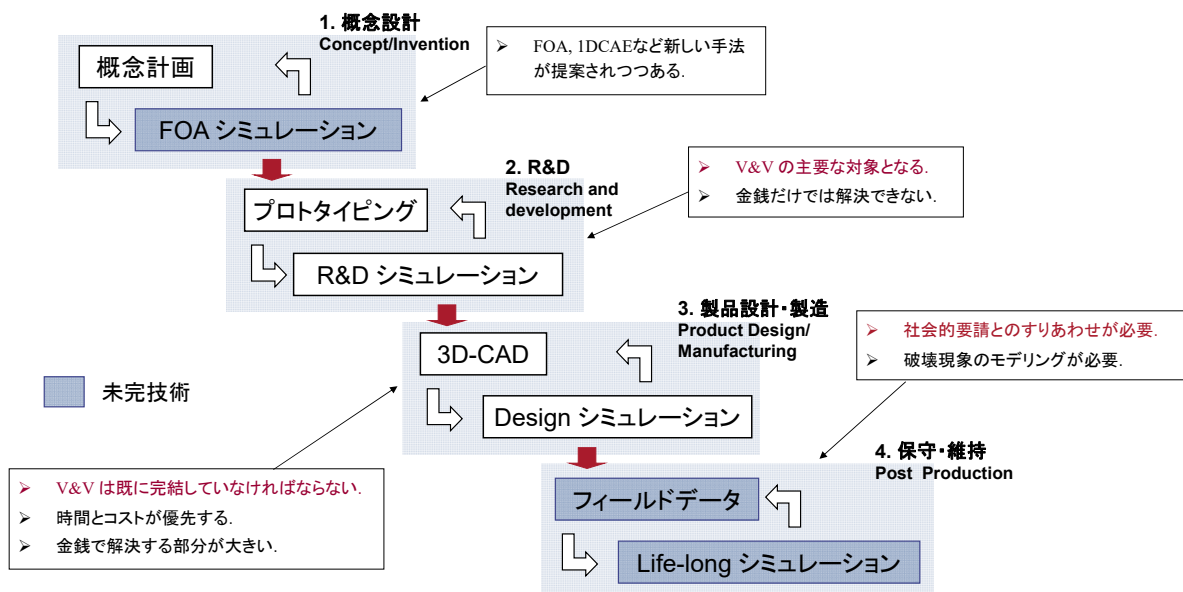 1. 概念設計
Concept/Invention
概念計画
FOA シミュレーション
➢ FOA, 1DCAEなど新しい手法
が提案されつつある.
2. R&D
Research and
development
プロトタイピング
R&D シミュレーション
➢ V&V の主要な対象となる.
➢ 金銭だけでは解決できない.
3. 製品設計・製造
Product Design/
Manufacturing
3D-CAD
Design シミュレーション
➢ 社会的要請とのすりあわせが必要.
➢ 破壊現象のモデリングが必要.
未完技術
4. 保守・維持
Post Production
フィールドデータ
Life-long シミュレーション
➢ V&V は既に完結していなければならない.
➢ 時間とコストが優先する.
➢ 金銭で解決する部分が大きい.